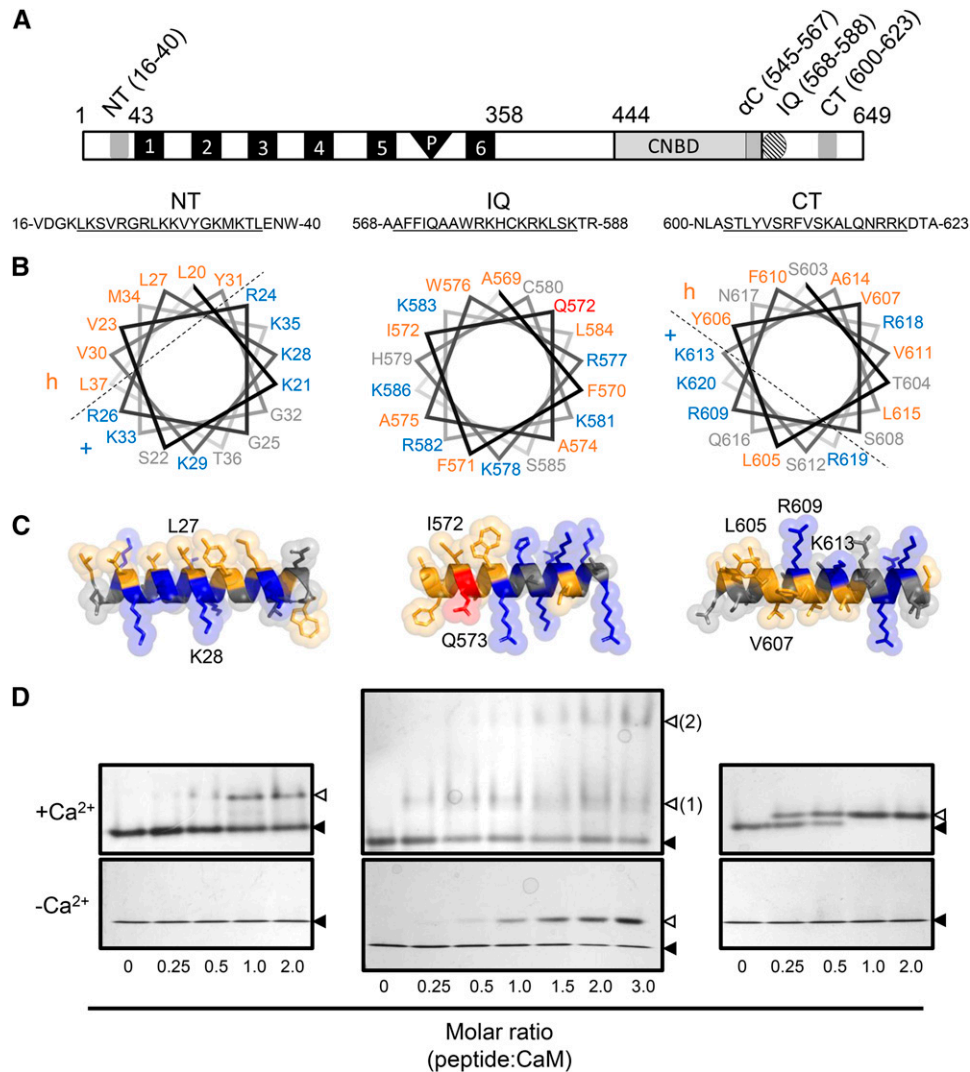 A
NT (16-40)
αC (545-567)
IQ (568-588)
CT (600-623)
1 43 358 444 649
1 2 3 4 5 P 6 CNBD
NT IQ CT
16-VDGKLKSVRGRLKKVYGKMKTLENW-40 568-AAFFIQAAWRKHCKRKLSKTR-588 600-NLASTLYVSRFVSKALQNRRKDTA-623
B
L20
L27 Y31
M34 R24
V23 K35
V30 K28
L37 K21
h
R26 G32
+ K33 G25
S22 T36
K29
A569
W576 C580
K583 Q572
I572 L584
H579 R577
K586 F570
A575 K581
R582 A574
F571 S585
K578
S603
F610 A614
h N617 V607
Y606 R618
+
K613 V611
K620 T604
R609 L615
Q616 S608
L605 R619
S612
C
L27
K28
I572
Q573
R609
L605 K613
V607
D
+Ca2+
(2)
(1)
-Ca2+
0 0.25 0.5 1.0 2.0
0 0.25 0.5 1.0 1.5 2.0 3.0
0 0.25 0.5 1.0 2.0
Molar ratio
(peptide:CaM)